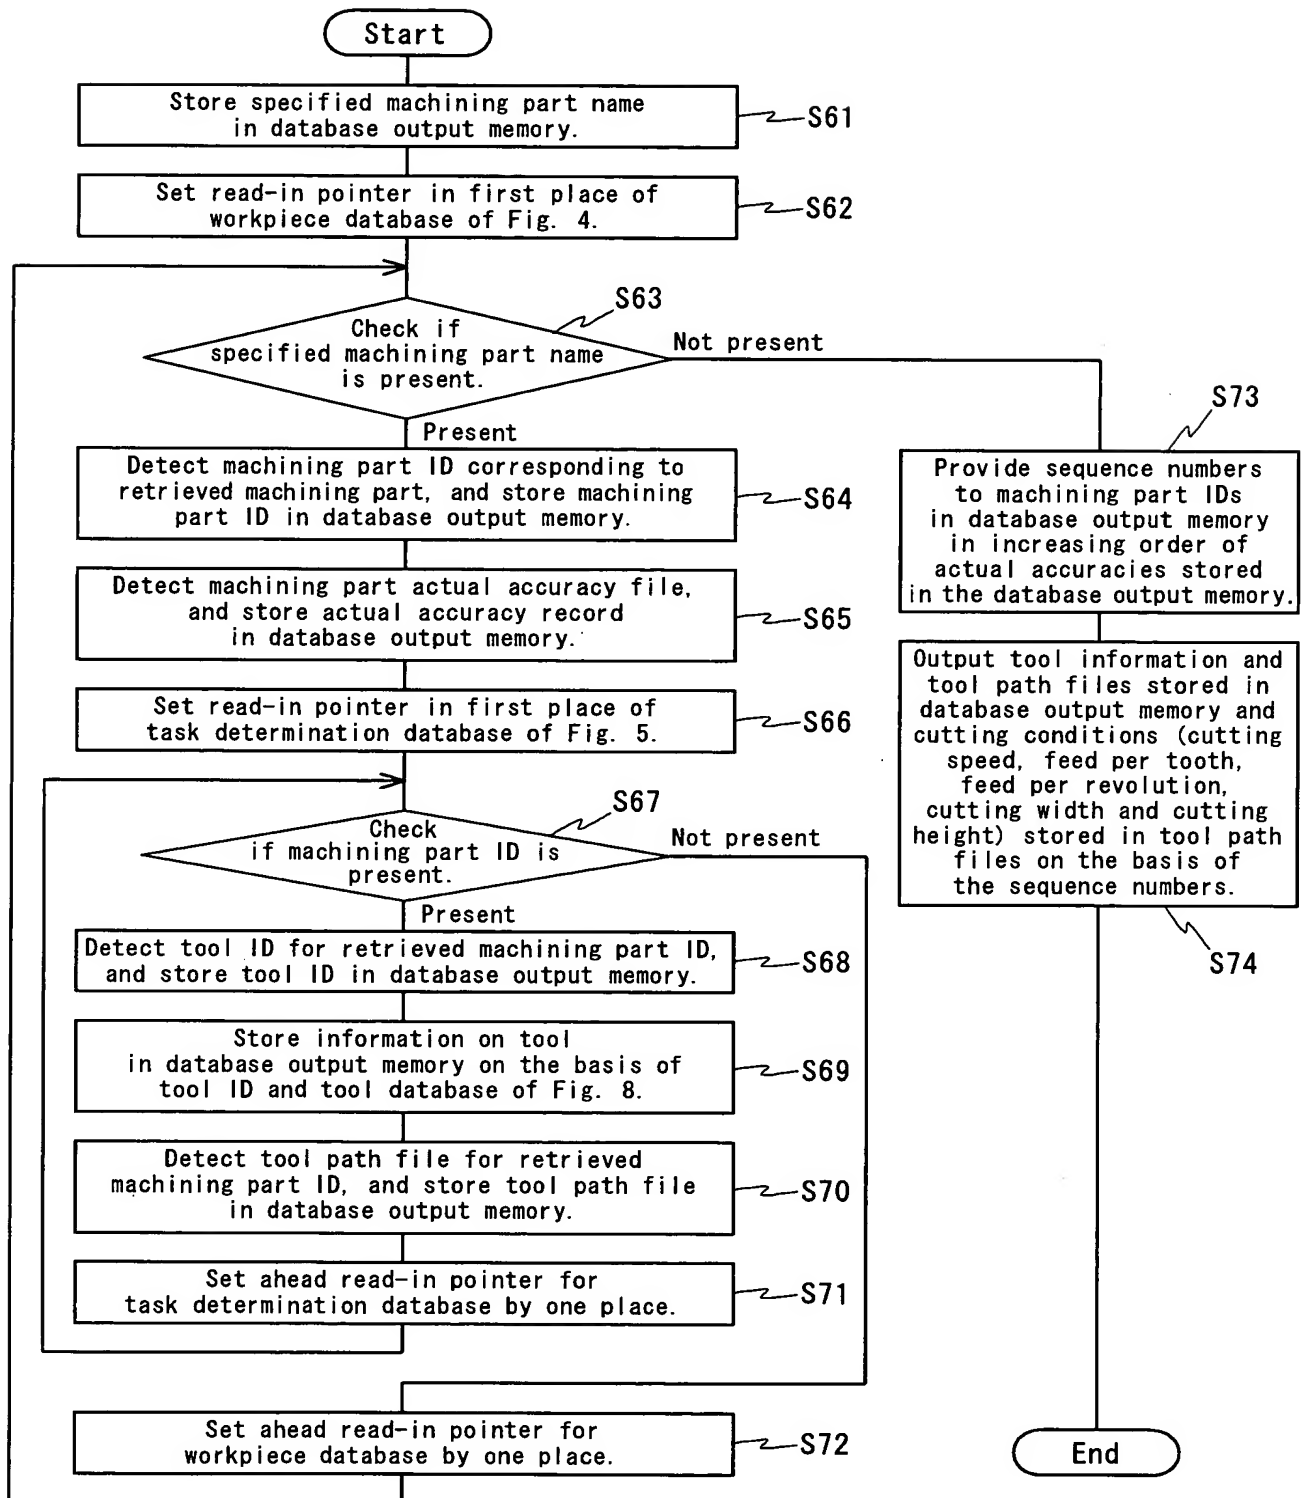 Start
Store specified machining part name
in database output memory.
S61
Set read-in pointer in first place of
workpiece database of Fig. 4.
S62
S63
Check if
specified machining part name
is present.
Not present
Present
Detect machining part ID corresponding to
retrieved machining part, and store machining
part ID in database output memory.
S64
Detect machining part actual accuracy file,
and store actual accuracy record
in database output memory.
S65
Set read-in pointer in first place of
task determination database of Fig. 5.
S66
S67
Check
if machining part ID is
present.
Not present
Present
Detect tool ID for retrieved machining part ID,
and store tool ID in database output memory.
S68
Store information on tool
in database output memory on the basis of
tool ID and tool database of Fig. 8.
S69
Detect tool path file for retrieved
machining part ID, and store tool path file
in database output memory.
S70
Set ahead read-in pointer for
task determination database by one place.
S71
Set ahead read-in pointer for
workpiece database by one place.
S72
S73
Provide sequence numbers
to machining part IDs
in database output memory
in increasing order of
actual accuracies stored
in the database output memory.
Output tool information and
tool path files stored in
database output memory and
cutting conditions (cutting
speed, feed per tooth,
feed per revolution,
cutting width and cutting
height) stored in tool path
files on the basis of
the sequence numbers.
S74
End